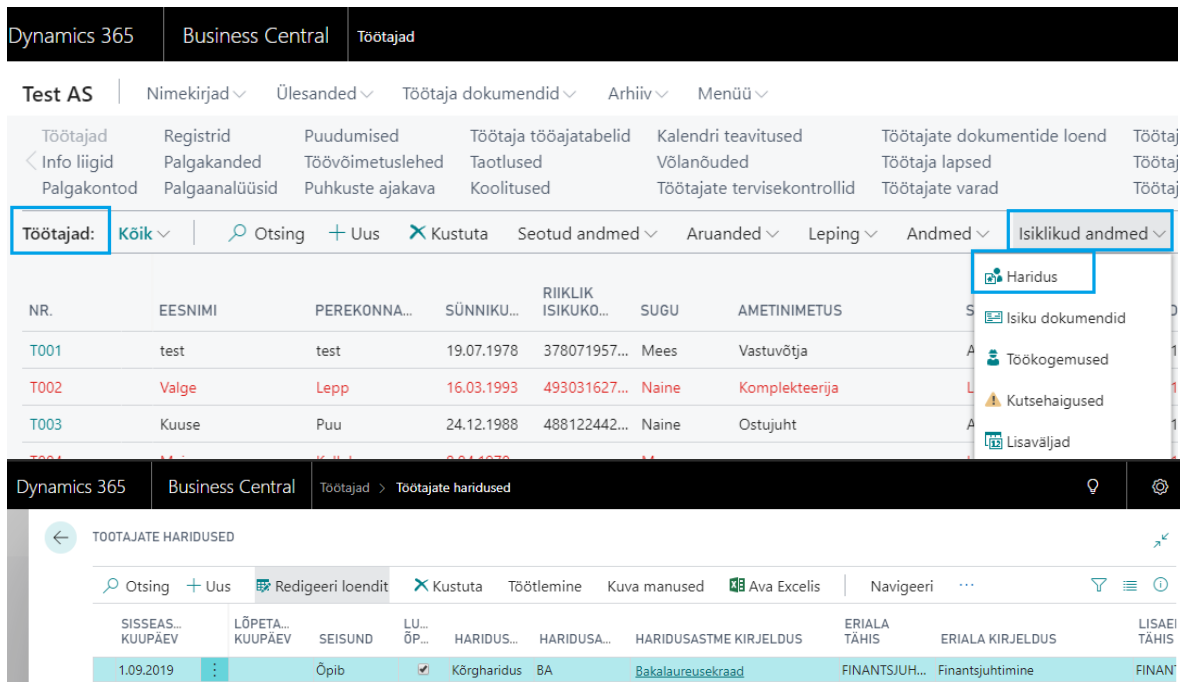 Dynamics 365 Business Central Töötajad
Test AS Nimekirjad Ülesanded Töötaja dokumendid Arhiiv Menüü
Töötajad Registrid Puudumised Töötaja tööajatabelid Kalendri teavitused Töötajate dokumentide loend Töötaj
Info liigid Palgakanded Töövõimetuslehed Taotlused Võlanõuded Töötaja lapsed Töötaj
Palgakontod Palgaanalüüsid Puhkuste ajakava Koolitused Töötajate tervisekontrollid Töötajate varad Töötaj
Töötajad: Kõik Otsing Uus Kustuta Seotud andmed Aruanded Leping Andmed Isiklikud andmed
Haridus
Isiku dokumendid
Töökogemused
Kutsehaigused
Lisaväljad
NR. EESNIMI PEREKONNA... SÜNNIKU... RIIKLIK ISIKUKO... SUGU AMETINIMETUS S
T001 test test 19.07.1978 378071957... Mees Vastuvõtja A
T002 Valge Lepp 16.03.1993 493031627... Naine Komplekteerija L
T003 Kuuse Puu 24.12.1988 488122442... Naine Ostujuht A
Dynamics 365 Business Central Töötajad > Töötajate haridused
TÖÖTAJATE HARIDUSED
Otsing Uus Redigeeri loendit Kustuta Töötlemine Kuva manused Ava Excelis Navigeeri ...
SISSEAS... KUUPÄEV LÕPETA... KUUPÄEV SEISUND LU... ÕP... HARIDUS... HARIDUSA... HARIDUSASTME KIRJELDUS ERIALA TÄHIS ERIALA KIRJELDUS LISAEI TÄHIS
1.09.2019 Õpib Kõrgharidus BA Bakalaureusekraad FINANTSJUH... Finantsjuhtimine FINANT